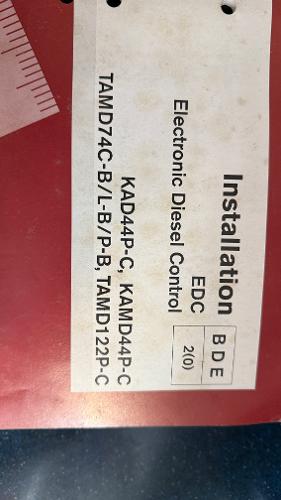 Installation
B D E
2(0)
EDC
Electronic Diesel Control
KAD44P-C, KAMD44P-C
TAMD74C-B/L-B/P-B, TAMD122P-C